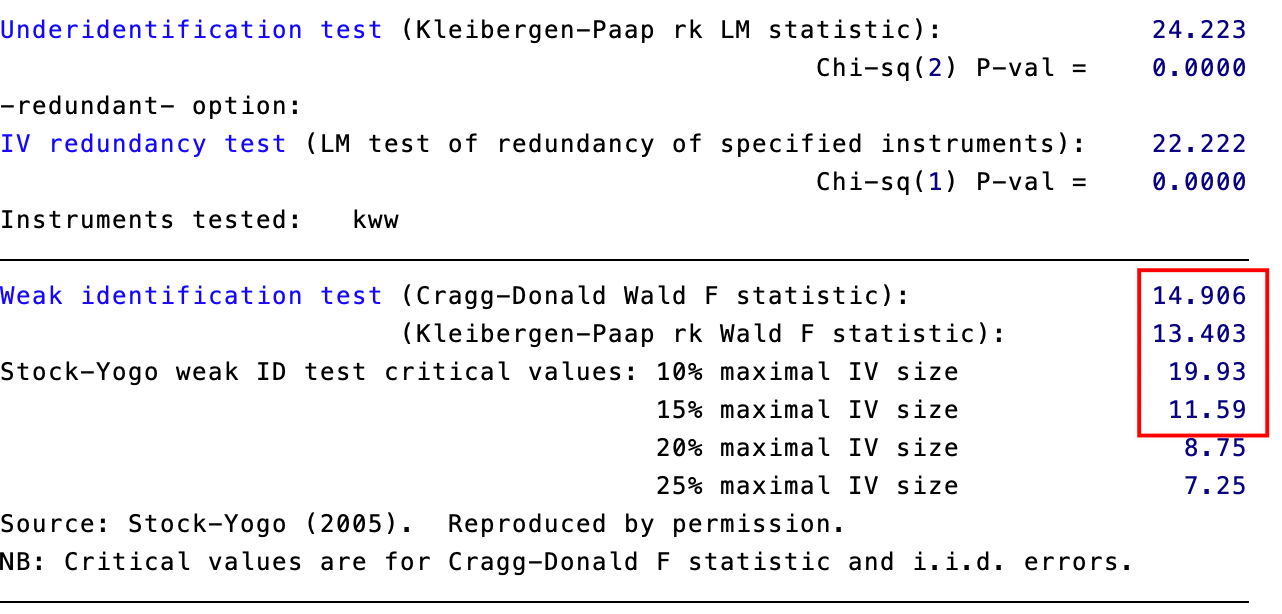 Underidentification test (Kleibergen-Paap rk LM statistic): 24.223
Chi-sq(2) P-val = 0.0000
-redundant- option:
IV redundancy test (LM test of redundancy of specified instruments): 22.222
Chi-sq(1) P-val = 0.0000
Instruments tested: kww
Weak identification test (Cragg-Donald Wald F statistic): 14.906
(Kleibergen-Paap rk Wald F statistic): 13.403
Stock-Yogo weak ID test critical values: 10% maximal IV size 19.93
15% maximal IV size 11.59
20% maximal IV size 8.75
25% maximal IV size 7.25
Source: Stock-Yogo (2005). Reproduced by permission.
NB: Critical values are for Cragg-Donald F statistic and i.i.d. errors.